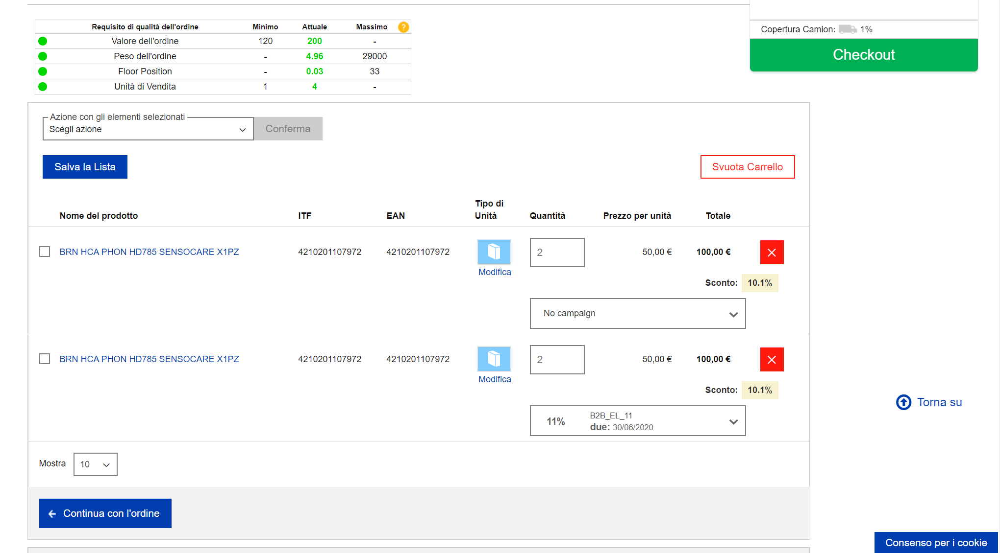 Copertura Camion: 1%
Checkout
Requisito di qualità dell'ordine Minimo Attuale Massimo ?
Valore dell'ordine 120 200 -
Peso dell'ordine - 4.96 29000
Floor Position - 0.03 33
Unità di Vendita 1 4 -
Azione con gli elementi selezionati
Scegli azione
Conferma
Salva la Lista
Svuota Carrello
Nome del prodotto ITF EAN Tipo di Unità Quantità Prezzo per unità Totale
BRN HCA PHON HD785 SENSOCARE X1PZ 4210201107972 4210201107972 2 50,00 € 100,00 €
Modifica
Sconto: 10.1%
No campaign
BRN HCA PHON HD785 SENSOCARE X1PZ 4210201107972 4210201107972 2 50,00 € 100,00 €
Modifica
Sconto: 10.1%
11% B2B_EL_11
due: 30/06/2020
Torna su
Mostra 10
Continua con l'ordine
Consenso per i cookie